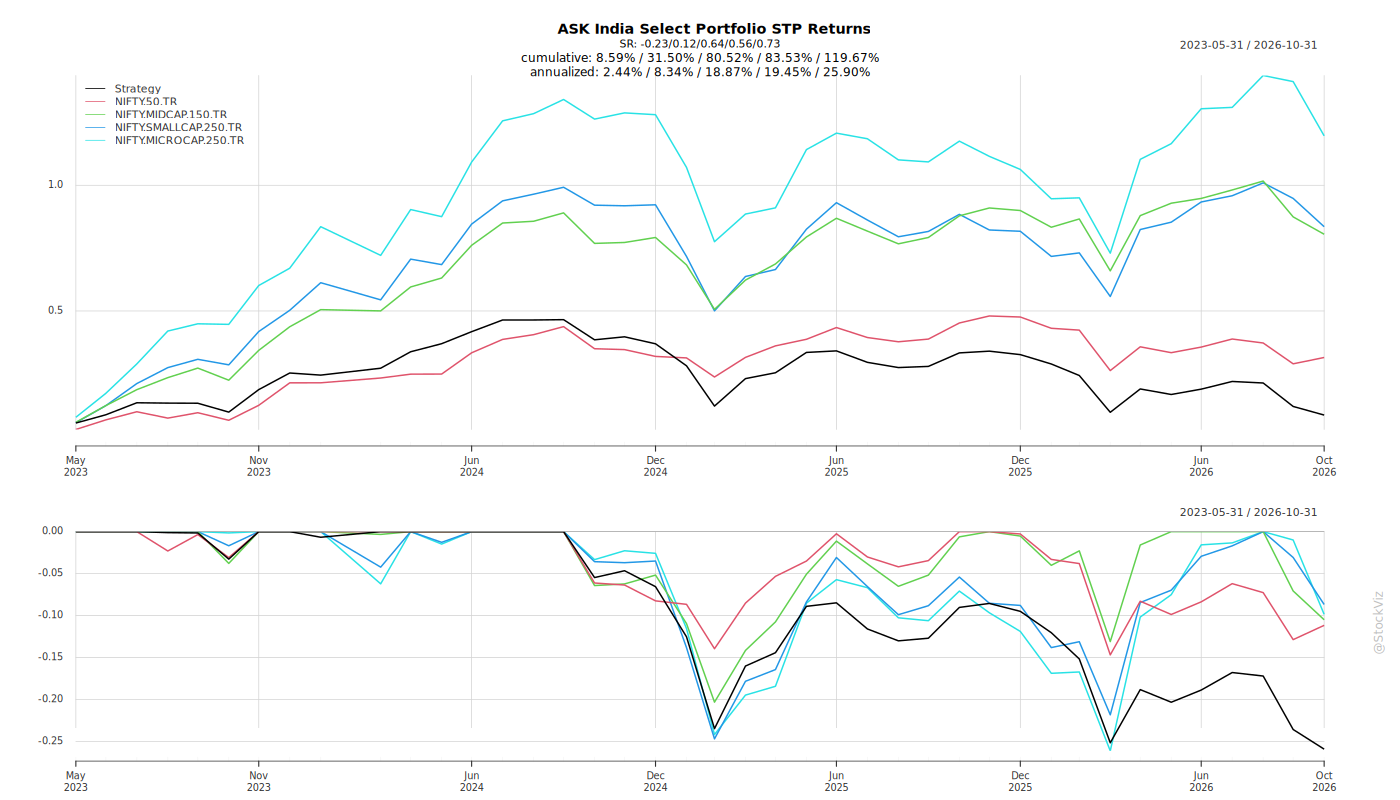 ASK India Select Portfolio STP Returns
SR: -0.23/0.12/0.64/0.56/0.73
cumulative: 8.59% / 31.50% / 80.52% / 83.53% / 119.67%
annualized: 2.44% / 8.34% / 18.87% / 19.45% / 25.90%
2023-05-31 / 2026-10-31
Strategy
NIFTY.50.TR
NIFTY.MIDCAP.150.TR
NIFTY.SMALLCAP.250.TR
NIFTY.MICROCAP.250.TR
1.0
0.5
May Nov Jun Dec Jun Dec Jun Oct
2023 2023 2024 2024 2025 2025 2026 2026
2023-05-31 / 2026-10-31
0.00
-0.05
-0.10
-0.15
-0.20
-0.25
May Nov Jun Dec Jun Dec Jun Oct
2023 2023 2024 2024 2025 2025 2026 2026
@StockViz